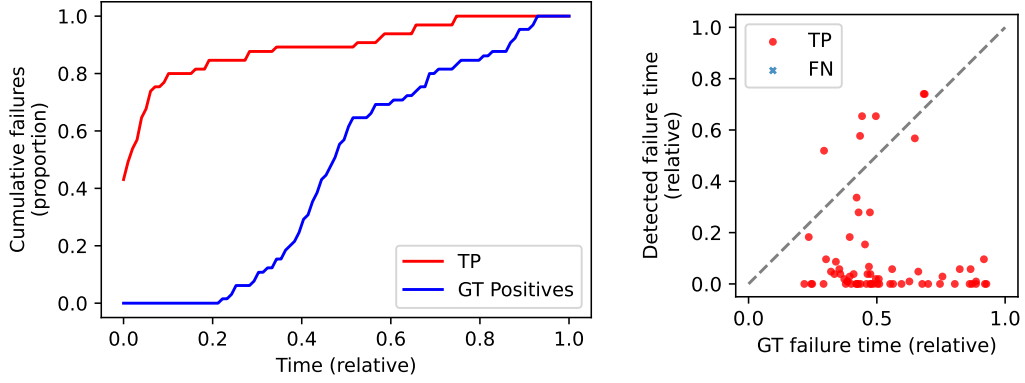 Cumulative failures
(proportion)
1.0
0.8
0.6
0.4
0.2
0.0
TP
GT Positives
0.0 0.2 0.4 0.6 0.8 1.0
Time (relative)
Detected failure time
(relative)
1.0
0.8
0.6
0.4
0.2
0.0
TP
FN
0.0 0.5 1.0
GT failure time (relative)